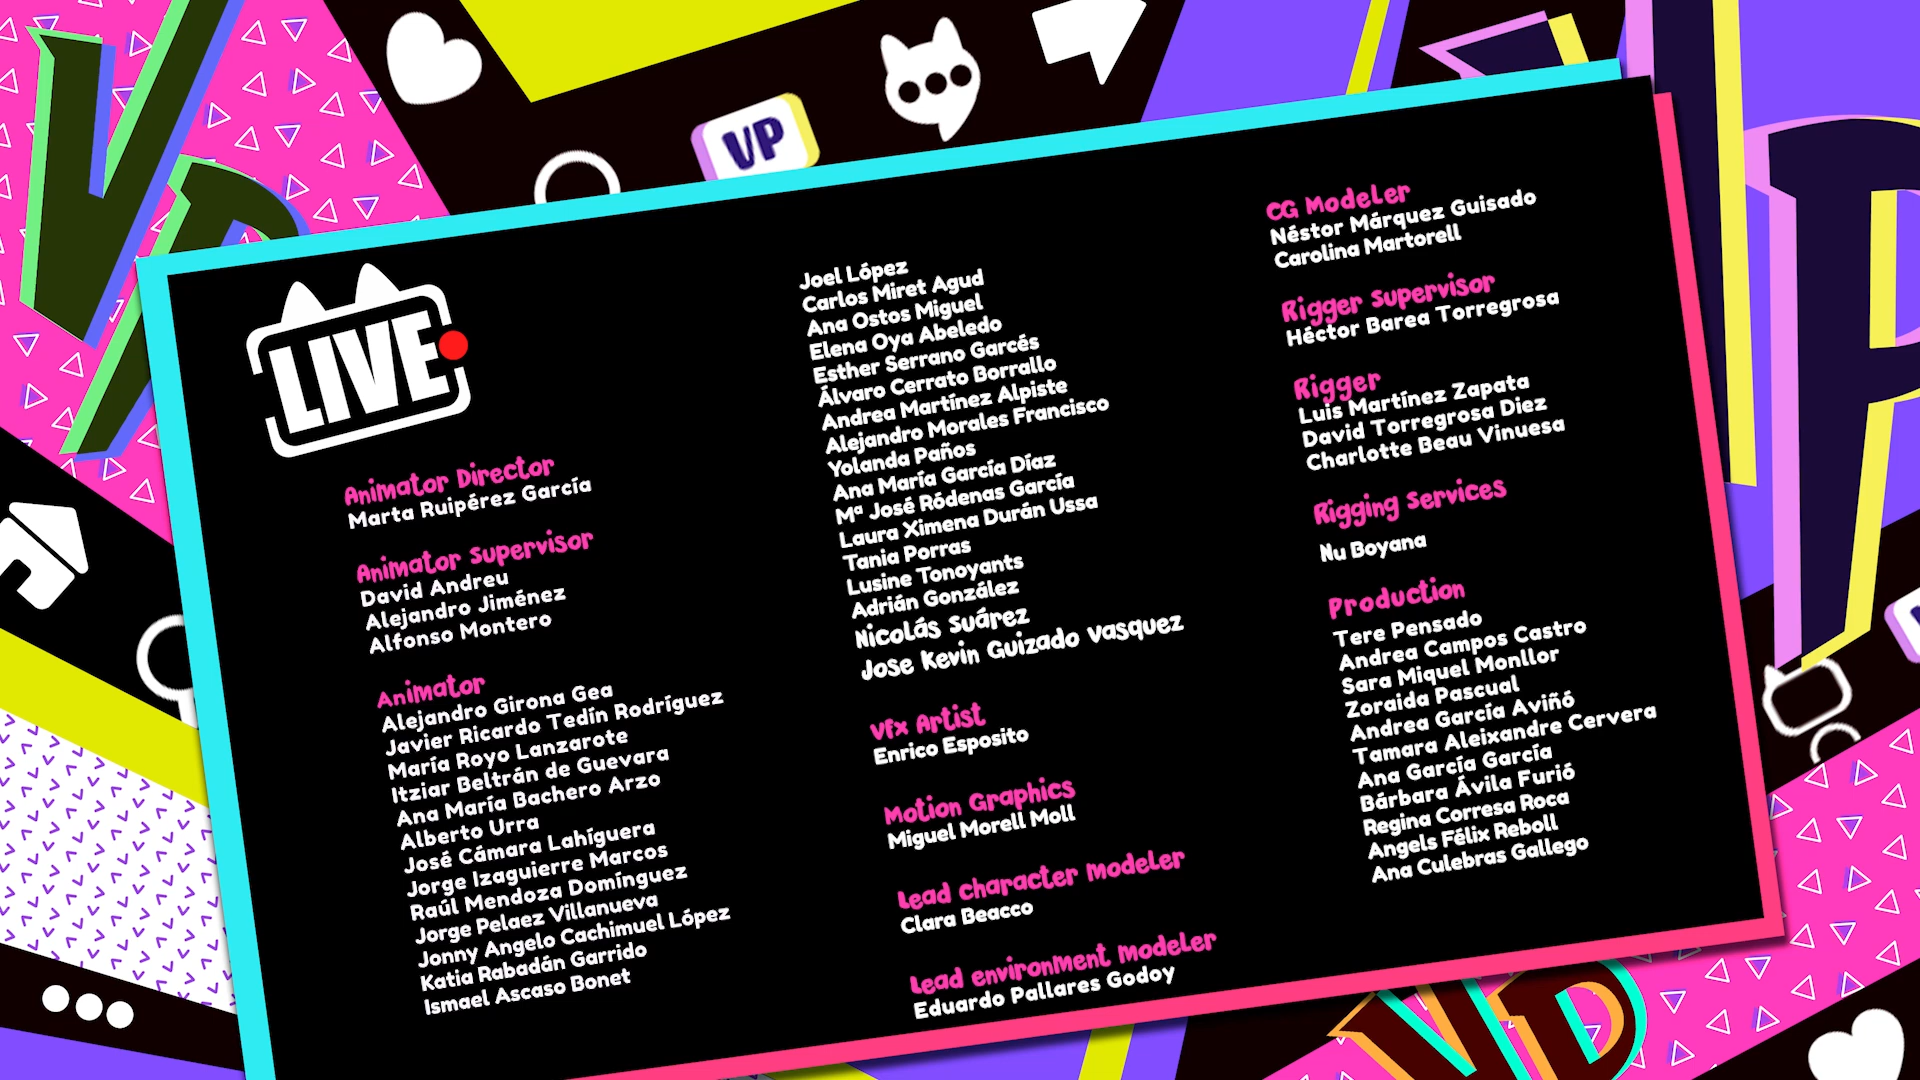 VP
VP
VP
LIVE
Animator Director
Marta Ruipérez García
Animator supervisor
David Andreu
Alejandro Jiménez
Alfonso Montero
Animator
Alejandro Girona Gea
Javier Ricardo Tedín Rodríguez
María Royo Lanzarote
Itziar Beltrán de Guevara
Ana María Bachero Arzo
Alberto Urra
José Cámara Lahíguera
Jorge Izaguierre Marcos
Raúl Mendoza Domínguez
Jorge Pelaez Villanueva
Jonny Angelo Cachimuel López
Katia Rabadán Garrido
Ismael Ascaso Bonet
Joel López
Carlos Miret Agud
Ana Ostos Miguel
Elena Oya Abeledo
Esther Serrano Garcés
Álvaro Cerrato Borrallo
Andrea Martínez Alpiste
Alejandro Morales Francisco
Yolanda Paños
Ana María García Díaz
Mª José Ródenas García
Laura Ximena Durán Ussa
Tania Porras
Lusine Tonoyants
Adrián González
Nicolás Suárez
Jose Kevin Guizado Vasquez
Vfx Artist
Enrico Esposito
Motion Graphics
Miguel Morell Moll
Lead character modeler
Clara Beacco
Lead environment modeler
Eduardo Pallares Godoy
CG Modeler
Néstor Márquez Guisado
Carolina Martorell
Rigger supervisor
Héctor Barea Torregrosa
Rigger
Luis Martínez Zapata
David Torregrosa Diez
Charlotte Beau Vinuesa
Rigging services
Nu Boyana
Production
Tere Pensado
Andrea Campos Castro
Sara Miquel Monllor
Zoraida Pascual
Andrea García Aviñó
Tamara Aleixandre Cervera
Ana García García
Bárbara Ávila Furió
Regina Corresa Roca
Angels Félix Reboll
Ana Culebras Gallego
P
VP